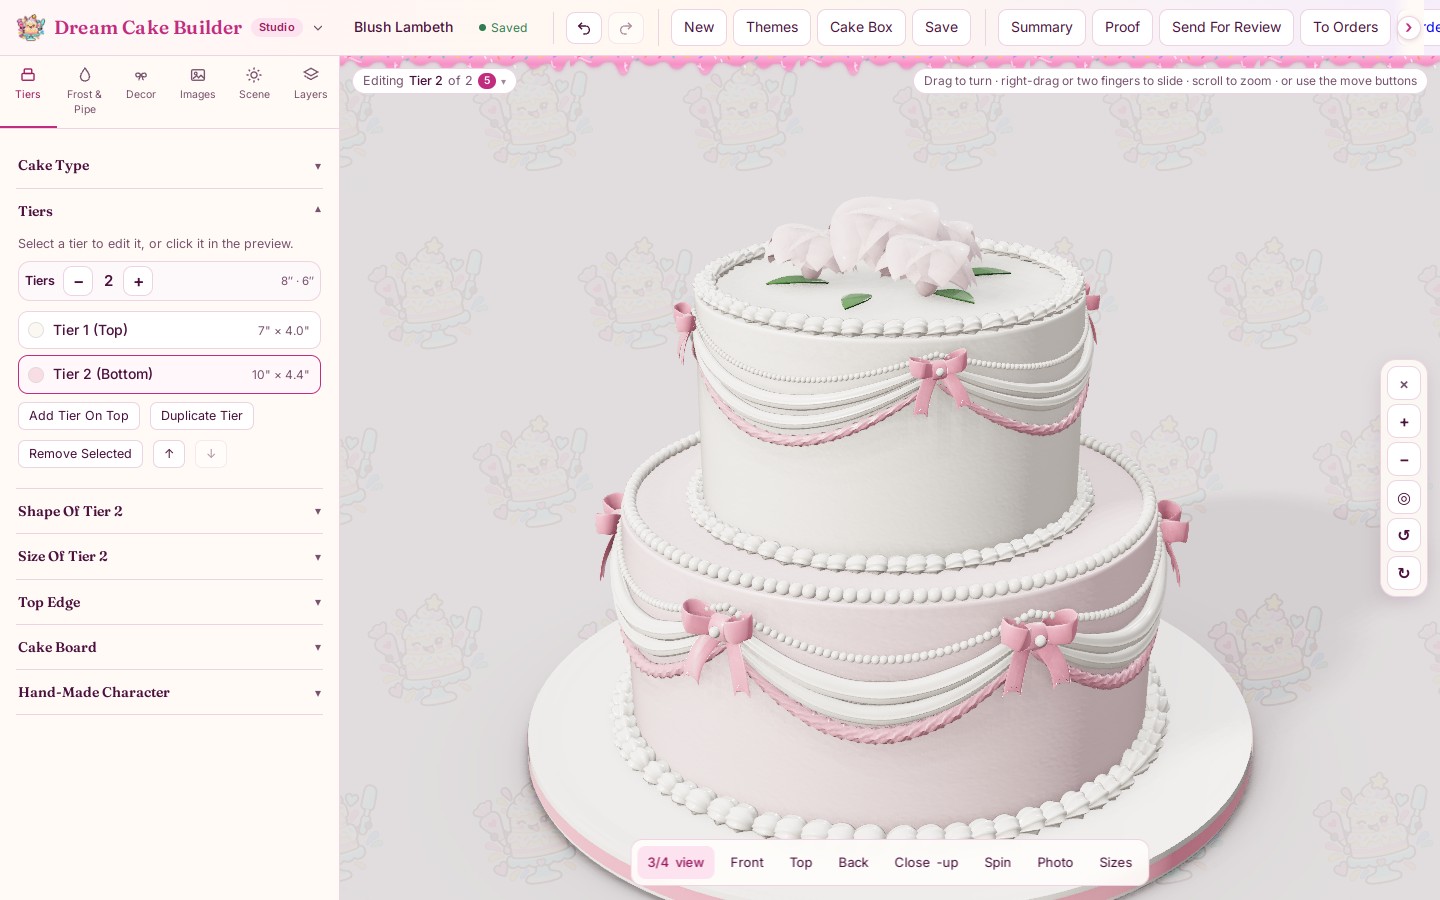 Dream Cake Builder Studio
Blush Lambeth
Saved
New
Themes
Cake Box
Save
Summary
Proof
Send For Review
To Orders
Tiers
Frost & Pipe
Decor
Images
Scene
Layers
Editing Tier 2 of 2 5
Drag to turn · right-drag or two fingers to slide · scroll to zoom · or use the move buttons
Cake Type
Tiers
Select a tier to edit it, or click it in the preview.
Tiers − 2 + 8″ · 6″
Tier 1 (Top) 7" × 4.0"
Tier 2 (Bottom) 10" × 4.4"
Add Tier On Top
Duplicate Tier
Remove Selected ↑ ↓
Shape Of Tier 2
Size Of Tier 2
Top Edge
Cake Board
Hand-Made Character
3/4 view
Front
Top
Back
Close -up
Spin
Photo
Sizes